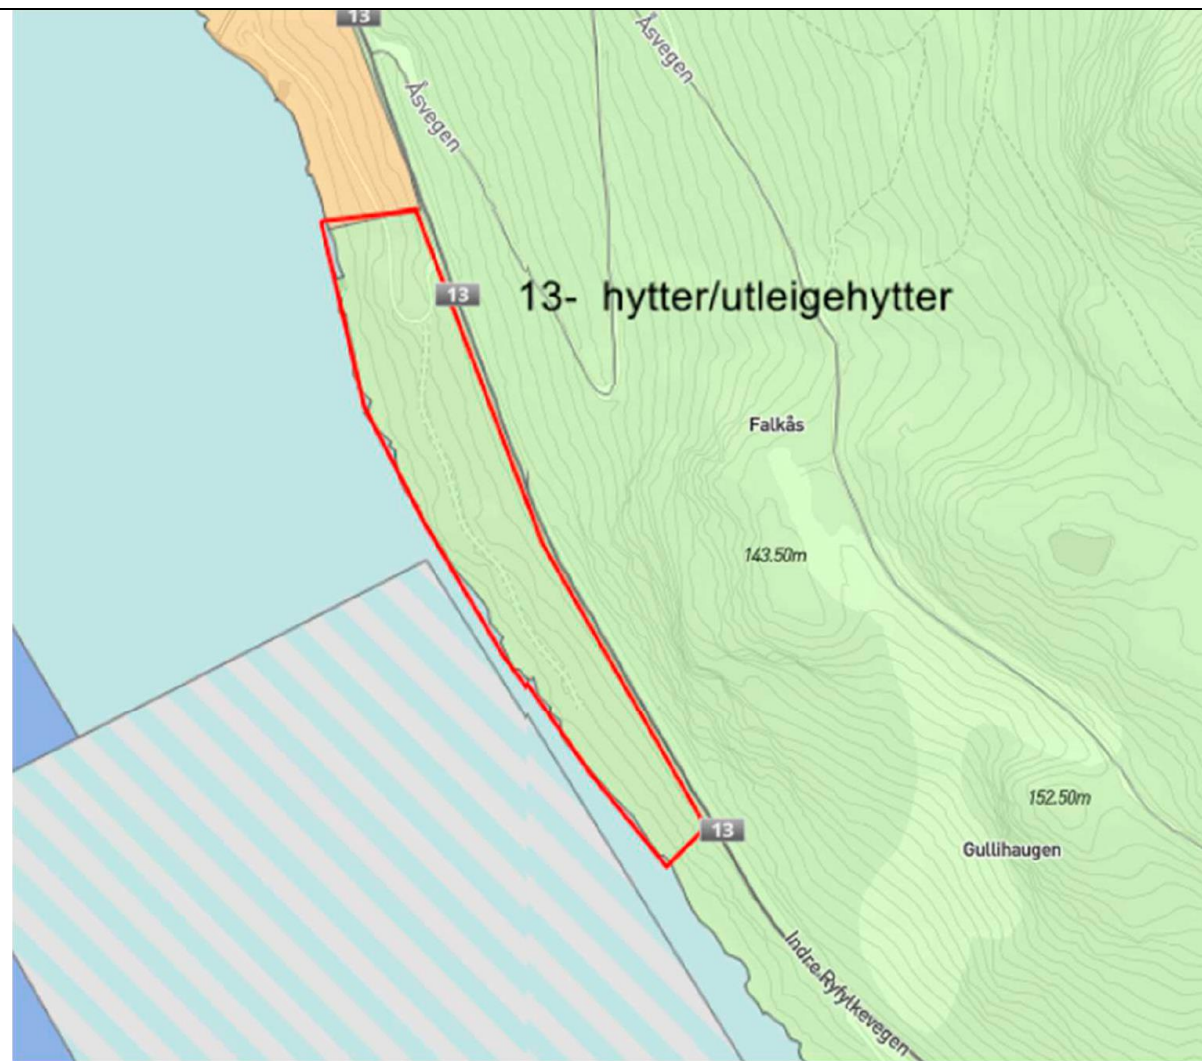 13
Åsvegen
Åsvegen
13
13- hytter/utleigehytter
Falkås
143.50m
152.50m
13
Gullihaugen
Indre Ryfylkevegen